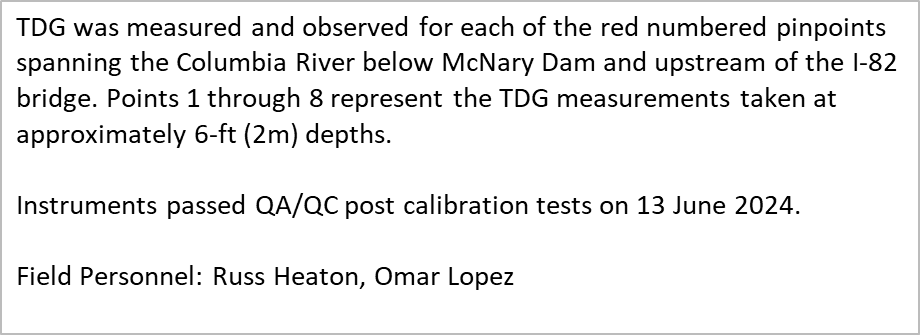 TDG was measured and observed for each of the red numbered pinpoints
spanning the Columbia River below McNary Dam and upstream of the I-82
bridge. Points 1 through 8 represent the TDG measurements taken at
approximately 6-ft (2m) depths.
Instruments passed QA/QC post calibration tests on 13 June 2024.
Field Personnel: Russ Heaton, Omar Lopez